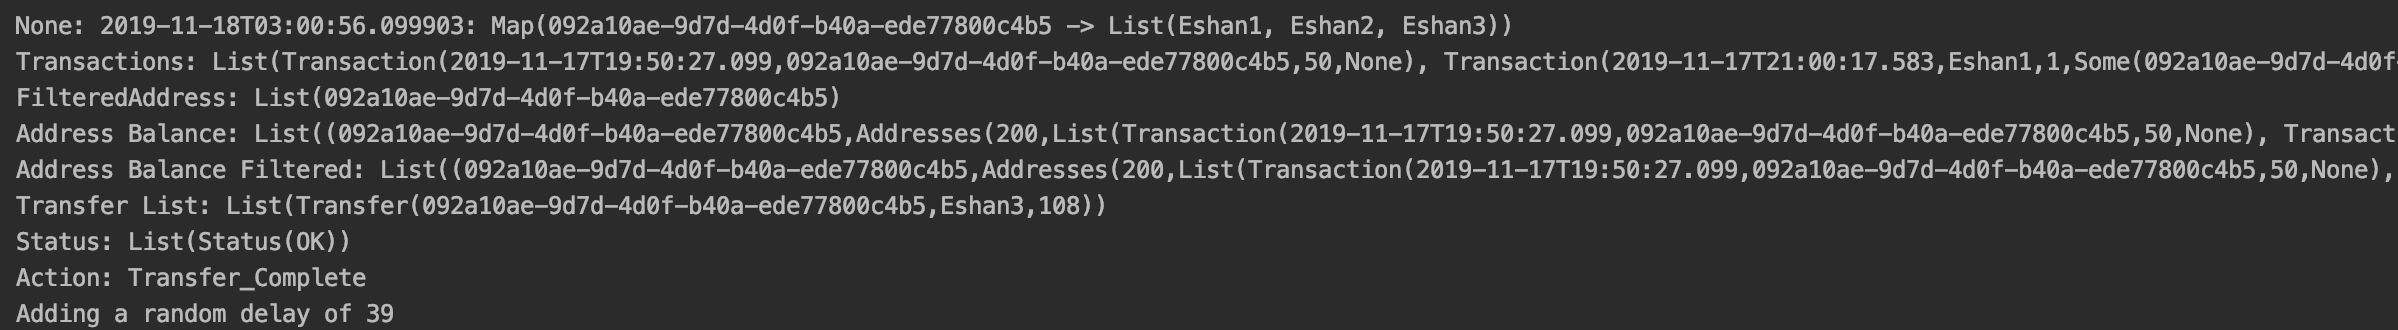 None: 2019-11-18T03:00:56.099903: Map(092a10ae-9d7d-4d0f-b40a-ede77800c4b5 -> List(Eshan1, Eshan2, Eshan3))
Transactions: List(Transaction(2019-11-17T19:50:27.099,092a10ae-9d7d-4d0f-b40a-ede77800c4b5,50,None), Transaction(2019-11-17T21:00:17.583,Eshan1,1,Some(092a10ae-9d7d-4d0f-
FilteredAddress: List(092a10ae-9d7d-4d0f-b40a-ede77800c4b5)
Address Balance: List((092a10ae-9d7d-4d0f-b40a-ede77800c4b5,Addresses(200,List(Transaction(2019-11-17T19:50:27.099,092a10ae-9d7d-4d0f-b40a-ede77800c4b5,50,None), Transact
Address Balance Filtered: List((092a10ae-9d7d-4d0f-b40a-ede77800c4b5,Addresses(200,List(Transaction(2019-11-17T19:50:27.099,092a10ae-9d7d-4d0f-b40a-ede77800c4b5,50,None),
Transfer List: List(Transfer(092a10ae-9d7d-4d0f-b40a-ede77800c4b5,Eshan3,108))
Status: List(Status(OK))
Action: Transfer_Complete
Adding a random delay of 39